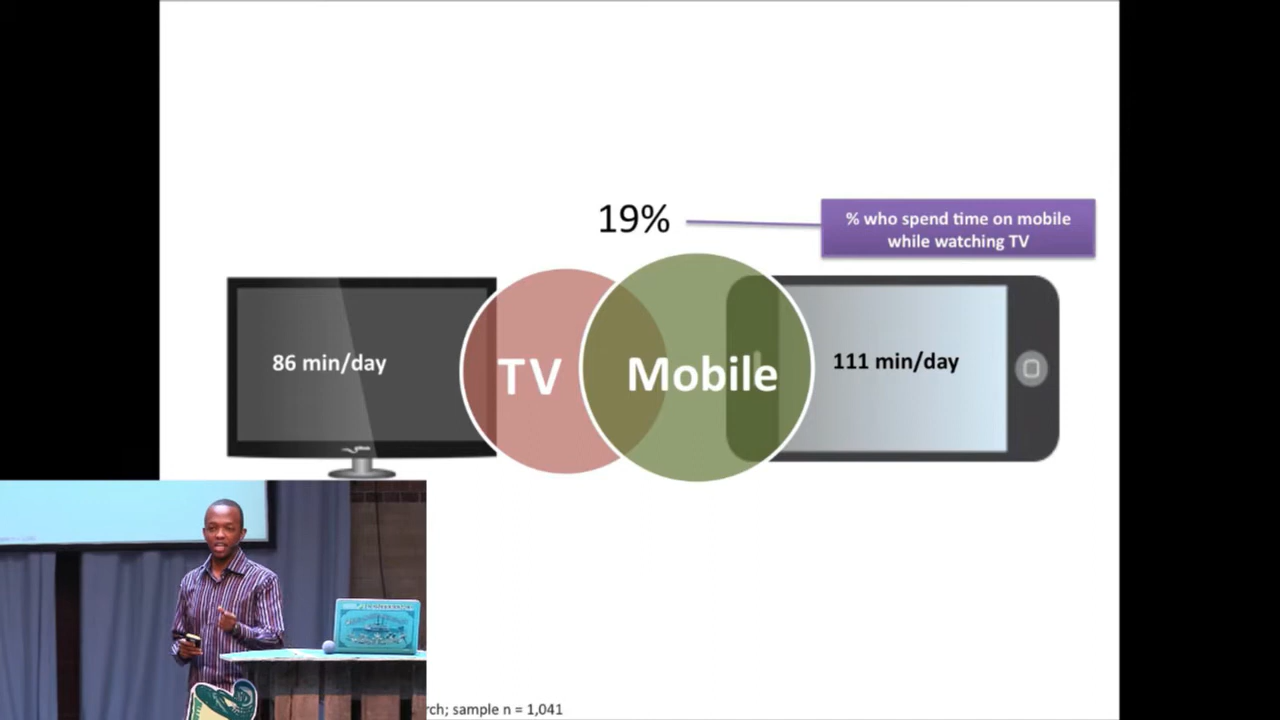 19%
% who spend time on mobile
while watching TV
86 min/day
TV
Mobile
111 min/day
sample n = 1,041